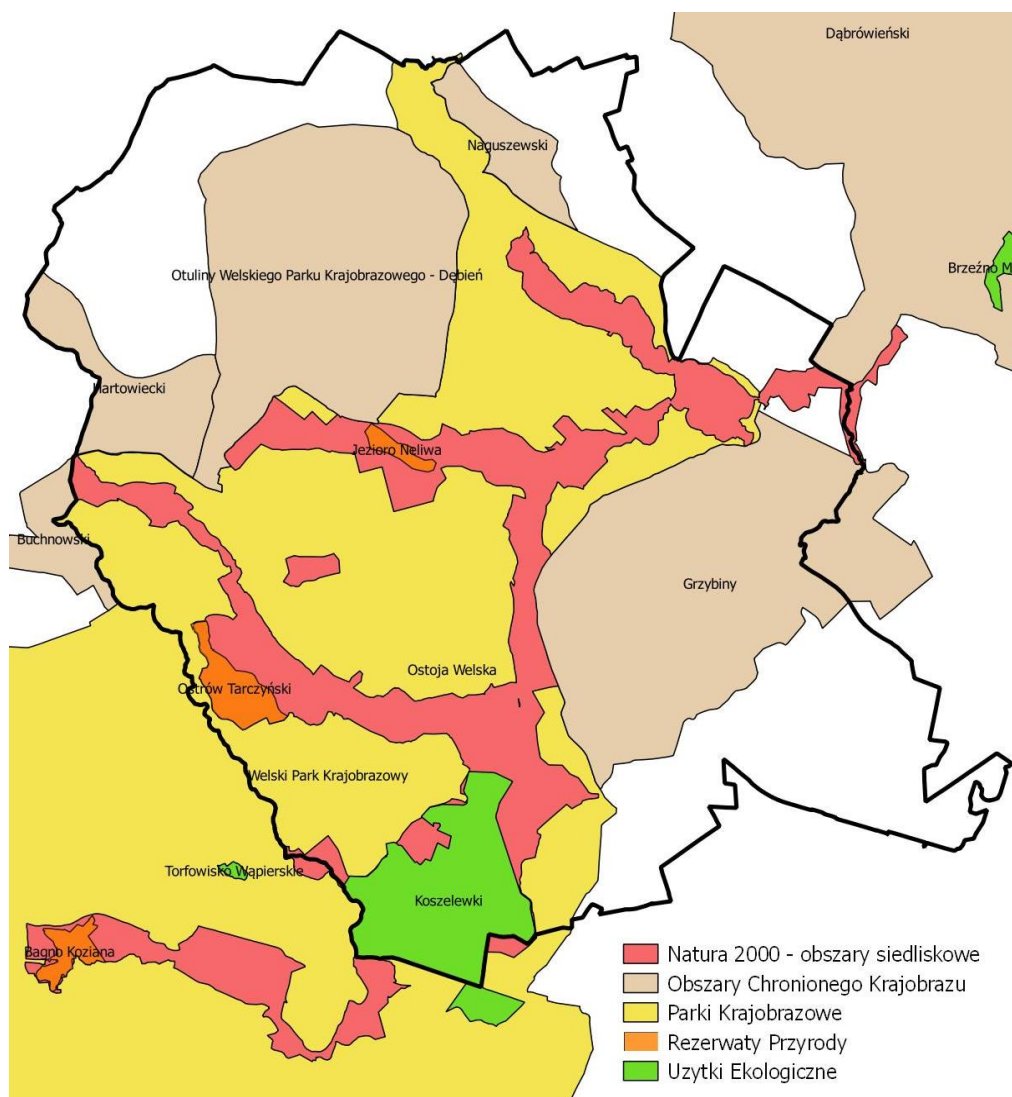 Dąbrówieński
Naguszewski
Otuliny Welskiego Parku Krajobrazowego - Dębień
Brzeźno M
Hartowiecki
Jezioro Neliwa
Buchnowski
Grzybiny
Ostoja Welska
Ostrów Tarczyński
Welski Park Krajobrazowy
Torfowisko Wąpierskie
Koszelewki
Bagno Koziana
Natura 2000 - obszary siedliskowe
Obszary Chronionego Krajobrazu
Parki Krajobrazowe
Rezerwaty Przyrody
Uzytki Ekologiczne